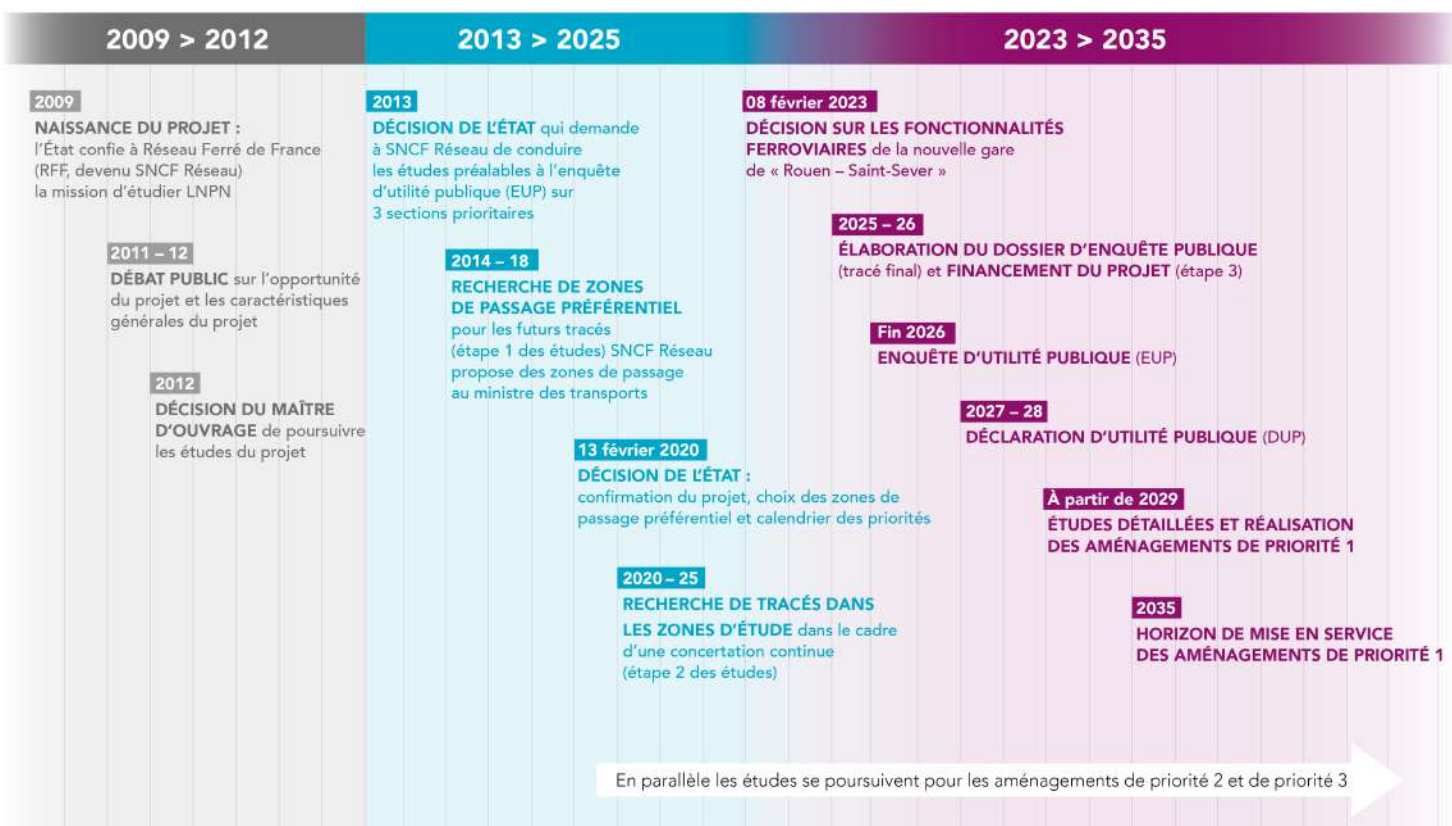 2009 > 2012
2013 > 2025
2023 > 2035
2009
NAISSANCE DU PROJET :
l'État confie à Réseau Ferré de France
(RFF, devenu SNCF Réseau)
la mission d'étudier LNPN
2011 – 12
DÉBAT PUBLIC sur l'opportunité
du projet et les caractéristiques
générales du projet
2012
DÉCISION DU MAÎTRE
D'OUVRAGE de poursuivre
les études du projet
2013
DÉCISION DE L'ÉTAT qui demande
à SNCF Réseau de conduire
les études préalables à l'enquête
d'utilité publique (EUP) sur
3 sections prioritaires
2014 – 18
RECHERCHE DE ZONES
DE PASSAGE PRÉFÉRENTIEL
pour les futurs tracés
(étape 1 des études) SNCF Réseau
propose des zones de passage
au ministre des transports
13 février 2020
DÉCISION DE L'ÉTAT :
confirmation du projet, choix des zones de
passage préférentiel et calendrier des priorités
2020 – 25
RECHERCHE DE TRACÉS DANS
LES ZONES D'ÉTUDE dans le cadre
d'une concertation continue
(étape 2 des études)
08 février 2023
DÉCISION SUR LES FONCTIONNALITÉS
FERROVIAIRES de la nouvelle gare
de « Rouen – Saint-Sever »
2025 – 26
ÉLABORATION DU DOSSIER D'ENQUÊTE PUBLIQUE
(tracé final) et FINANCEMENT DU PROJET (étape 3)
Fin 2026
ENQUÊTE D'UTILITÉ PUBLIQUE (EUP)
2027 – 28
DÉCLARATION D'UTILITÉ PUBLIQUE (DUP)
À partir de 2029
ÉTUDES DÉTAILLÉES ET RÉALISATION
DES AMÉNAGEMENTS DE PRIORITÉ 1
2035
HORIZON DE MISE EN SERVICE
DES AMÉNAGEMENTS DE PRIORITÉ 1
En parallèle les études se poursuivent pour les aménagements de priorité 2 et de priorité 3